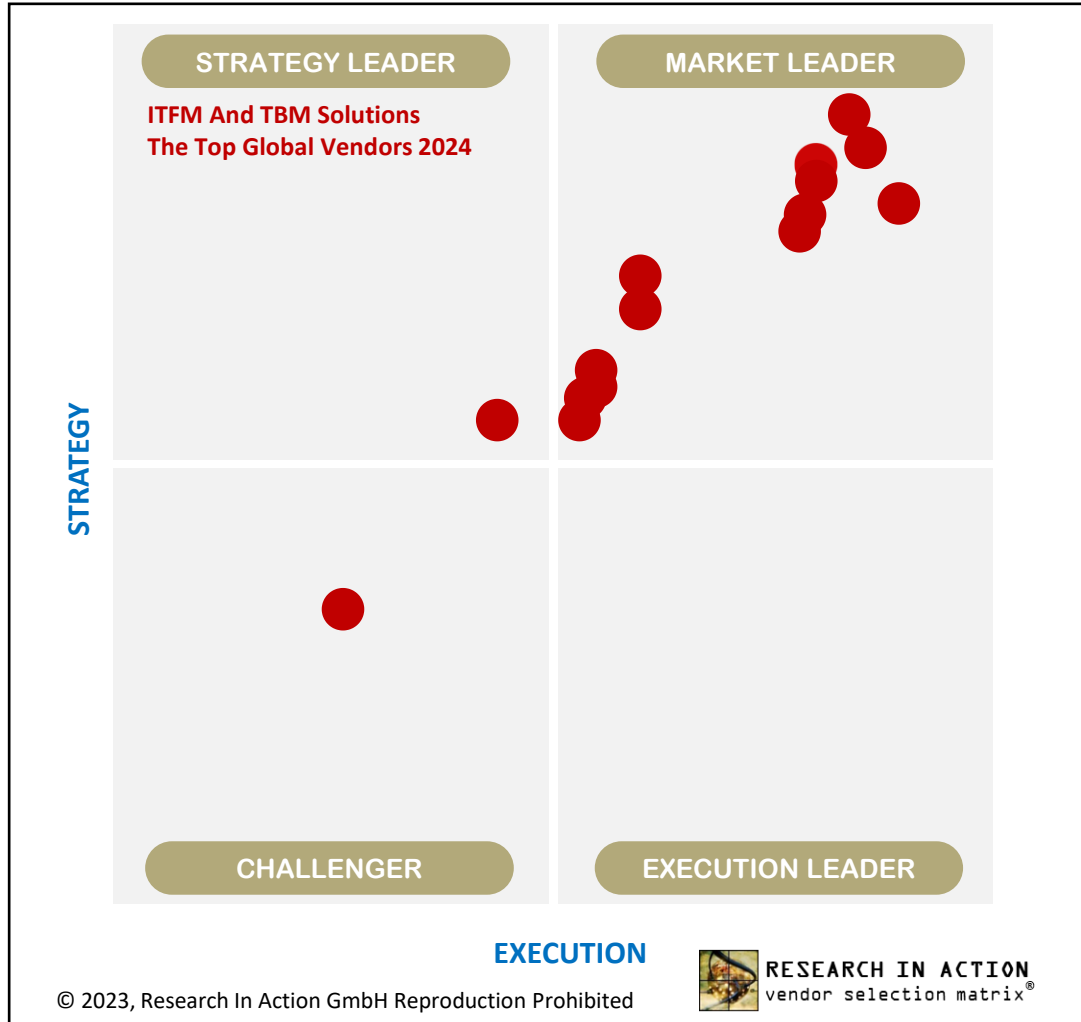 STRATEGY LEADER
MARKET LEADER
ITFM And TBM Solutions
The Top Global Vendors 2024
STRATEGY
CHALLENGER
EXECUTION LEADER
EXECUTION
RESEARCH IN ACTION
vendor selection matrix®
© 2023, Research In Action GmbH Reproduction Prohibited